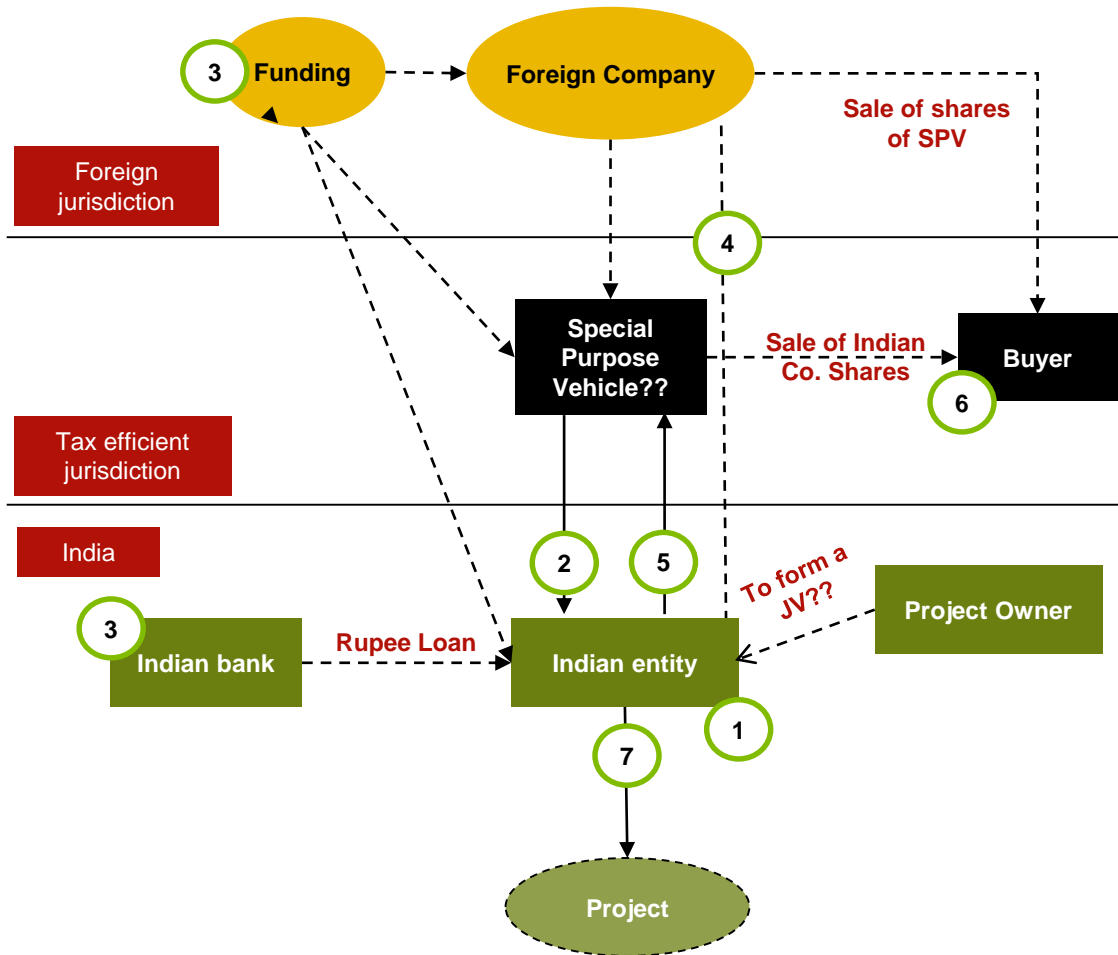 3
Funding
Foreign Company
Sale of shares
of SPV
Foreign
jurisdiction
4
Special
Purpose
Vehicle??
Sale of Indian
Co. Shares
Buyer
6
Tax efficient
jurisdiction
India
2
5
To form a
JV??
Project Owner
3
Indian bank
Rupee Loan
Indian entity
1
7
Project